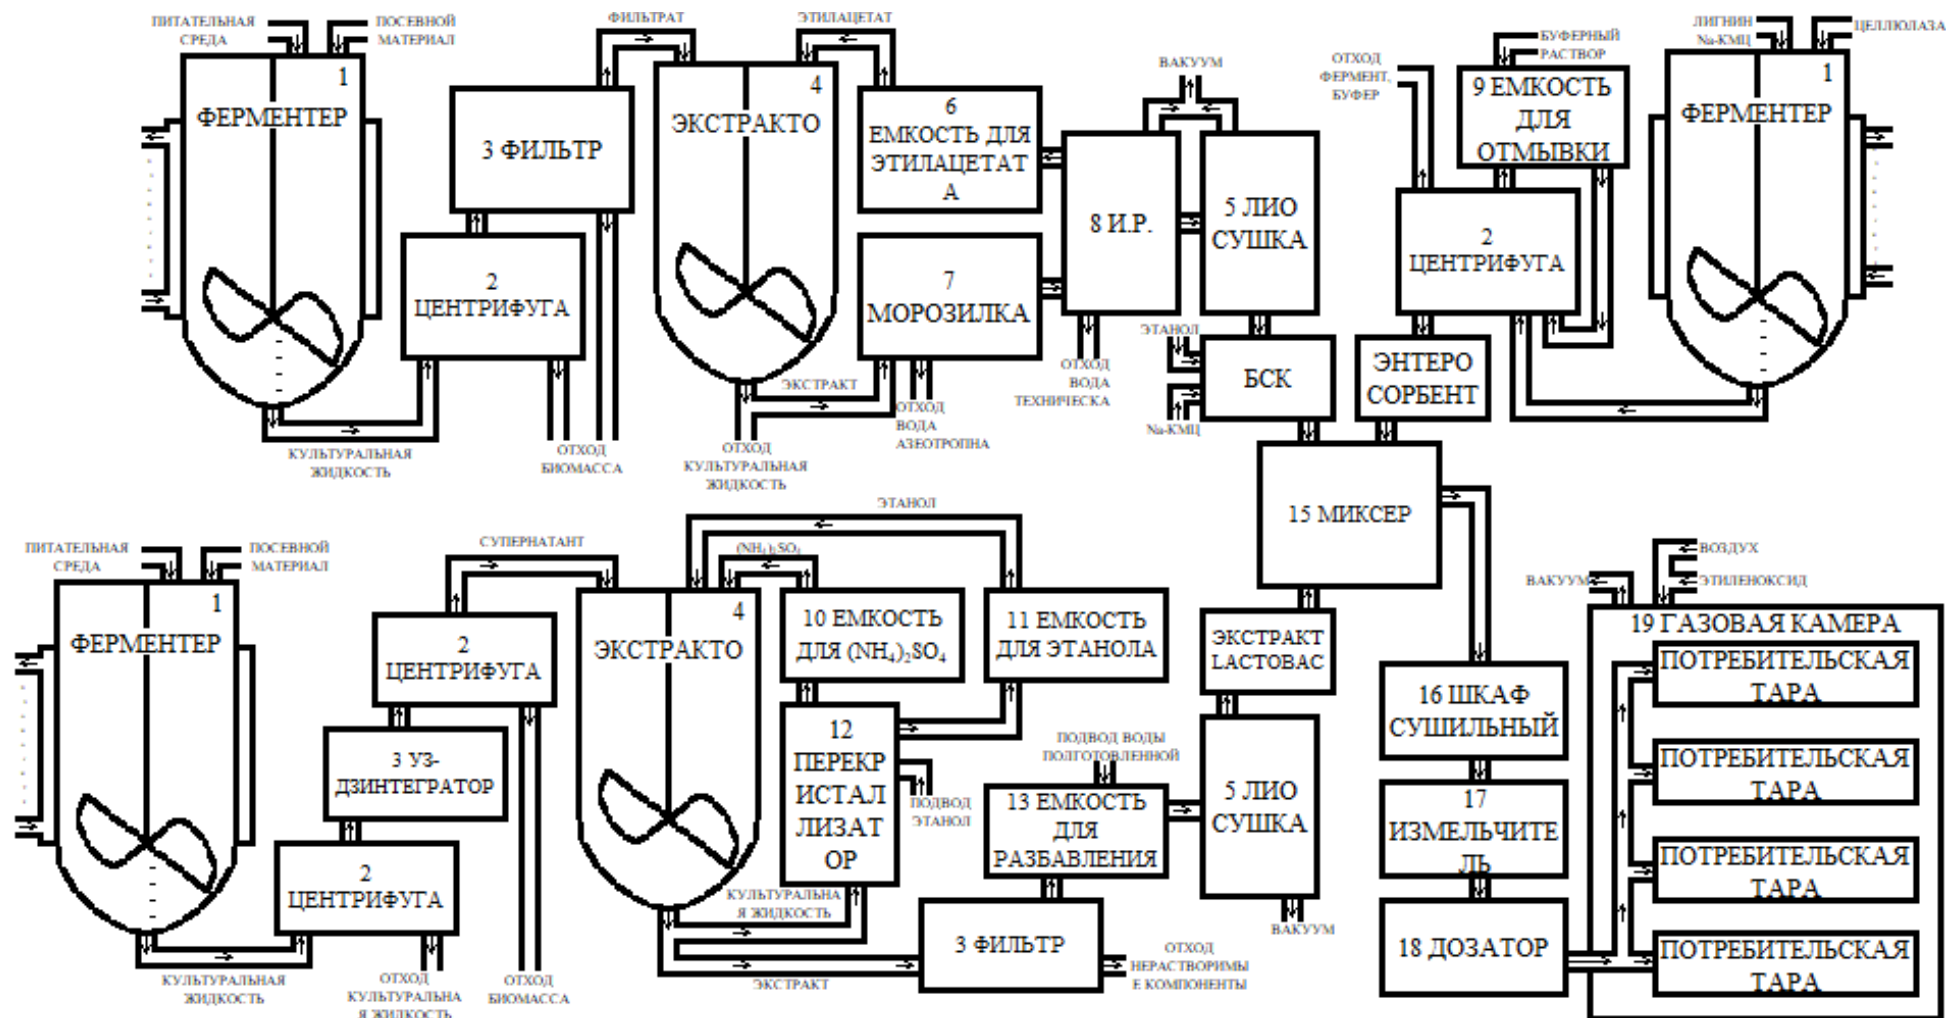 ПИТАТЕЛЬНАЯ
СРЕДА
ПОСЕВНОЙ
МАТЕРИАЛ
1
ФЕРМЕНТЕР
КУЛЬТУРАЛЬНАЯ
ЖИДКОСТЬ
2
ЦЕНТРИФУГА
3 ФИЛЬТР
ОТХОД
БИОМАССА
ФИЛЬТРАТ
ЭТИЛАЦЕТАТ
4
ЭКСТРАКТО
ЭКСТРАКТ
ОТХОД
КУЛЬТУРАЛЬНАЯ
ЖИДКОСТЬ
6
ЕМКОСТЬ ДЛЯ
ЭТИЛАЦЕТАТ
А
7
МОРОЗИЛКА
ОТХОД
ВОДА
АЗЕОТРОПНА
ВАКУУМ
8 И.Р.
ОТХОД
ВОДА
ТЕХНИЧЕСКА
5 ЛИО
СУШКА
ЭТАНОЛ
БСК
Na-КМЦ
ОТХОД
ФЕРМЕНТ,
БУФЕР
БУФЕРНЫЙ
РАСТВОР
9 ЕМКОСТЬ
ДЛЯ
ОТМЫВКИ
2
ЦЕНТРИФУГА
ЭНТЕРО
СОРБЕНТ
ЛИГНИН
Na-КМЦ
ЦЕЛЛЮЛАЗА
1
ФЕРМЕНТЕР
15 МИКСЕР
ПИТАТЕЛЬНАЯ
СРЕДА
ПОСЕВНОЙ
МАТЕРИАЛ
1
ФЕРМЕНТЕР
КУЛЬТУРАЛЬНАЯ
ЖИДКОСТЬ
2
ЦЕНТРИФУГА
ОТХОД
КУЛЬТУРАЛЬНА
Я ЖИДКОСТЬ
3 УЗ-
ДЗИНТЕГРАТОР
2
ЦЕНТРИФУГА
ОТХОД
БИОМАССА
СУПЕРНАТАНТ
ЭТАНОЛ
(NH₄)₂SO₄
4
ЭКСТРАКТО
10 ЕМКОСТЬ
ДЛЯ (NH₄)₂SO₄
11 ЕМКОСТЬ
ДЛЯ ЭТАНОЛА
12
ПЕРЕКР
ИСТАЛ
ЛИЗАТ
ОР
ПОДВОД
ЭТАНОЛ
КУЛЬТУРАЛЬНА
Я ЖИДКОСТЬ
ЭКСТРАКТ
3 ФИЛЬТР
ОТХОД
НЕРАСТВОРИМЫ
Е КОМПОНЕНТЫ
ПОДВОД ВОДЫ
ПОЛГОТОВЛЕННОЙ
13 ЕМКОСТЬ
ДЛЯ
РАЗБАВЛЕНИЯ
5 ЛИО
СУШКА
ВАКУУМ
ЭКСТРАКТ
LACTOBAC
16 ШКАФ
СУШИЛЬНЫЙ
17
ИЗМЕЛЬЧИТЕ
ЛЬ
18 ДОЗАТОР
ВАКУУМ
ВОЗДУХ
ЭТИЛЕНОКСИД
19 ГАЗОВАЯ КАМЕРА
ПОТРЕБИТЕЛЬСКАЯ
ТАРА
ПОТРЕБИТЕЛЬСКАЯ
ТАРА
ПОТРЕБИТЕЛЬСКАЯ
ТАРА
ПОТРЕБИТЕЛЬСКАЯ
ТАРА